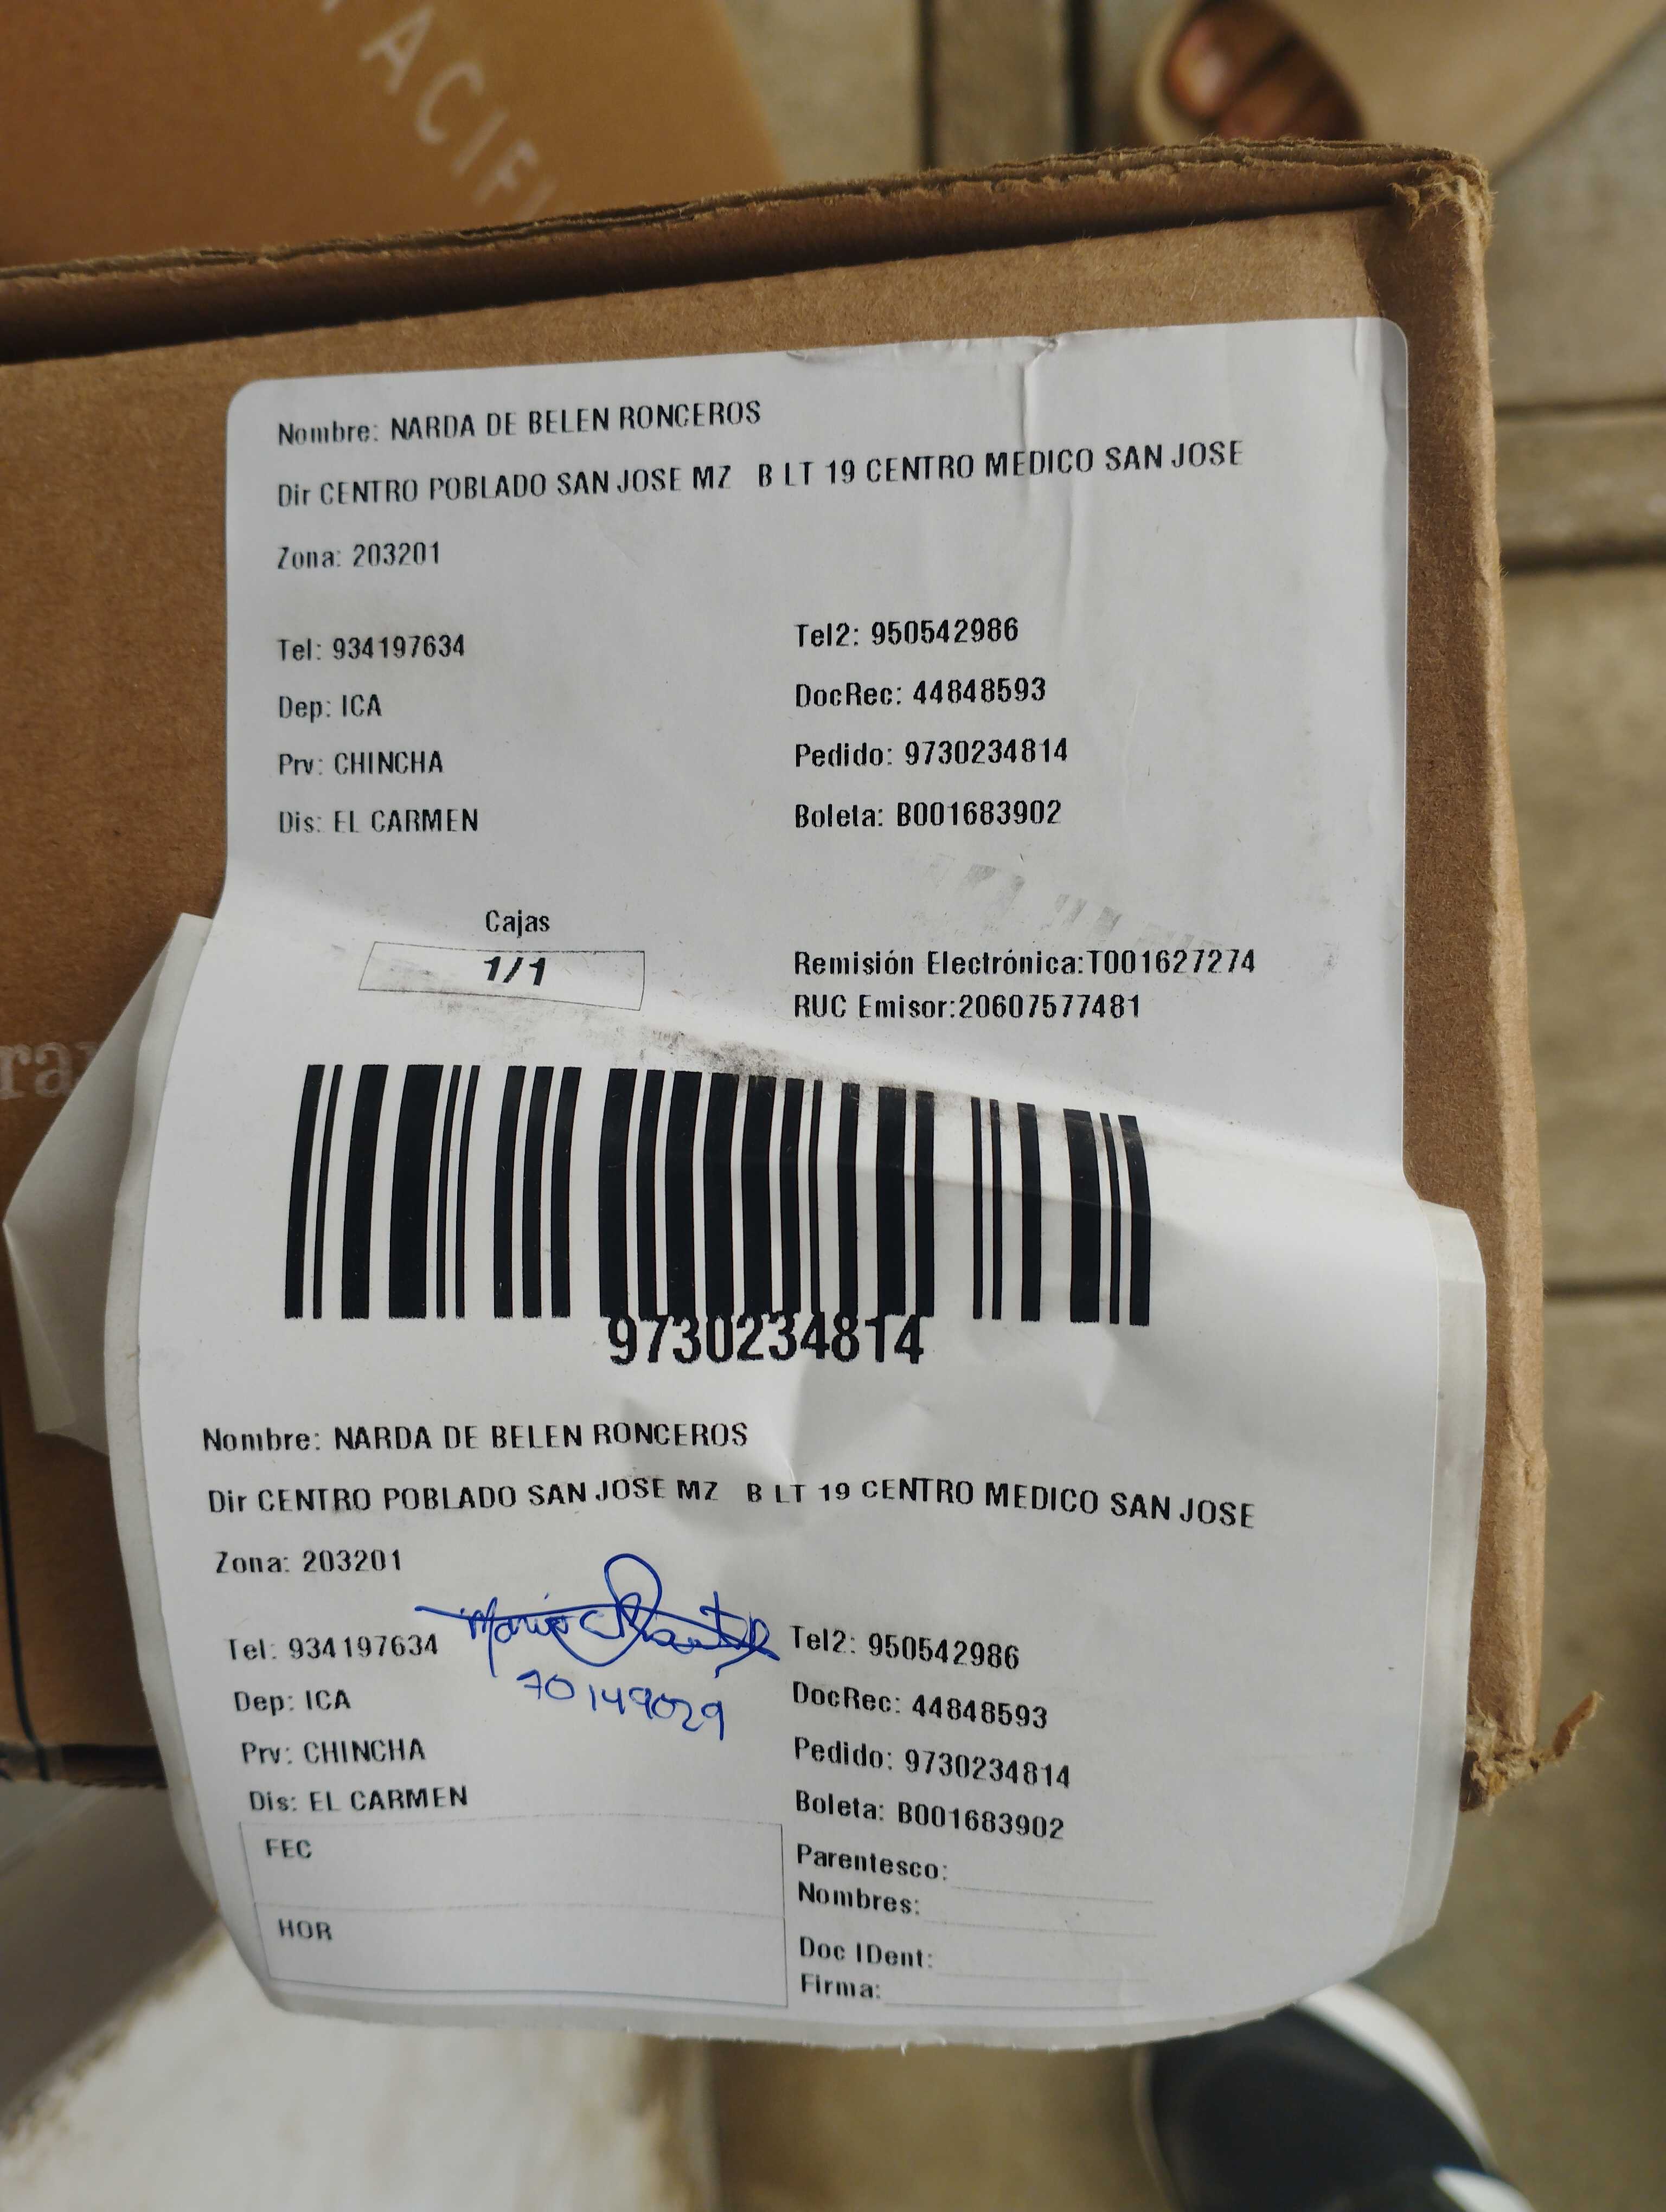 ACIFI
Nombre: NARDA DE BELEN RONCEROS
Dir CENTRO POBLADO SAN JOSE MZ B LT 19 CENTRO MEDICO SAN JOSE
Zona: 203201
Tel: 934197634 Tel2: 950542986
Dep: ICA DocRec: 44848593
Prv: CHINCHA Pedido: 9730234814
Dis: EL CARMEN Boleta: B001683902
Cajas
1/1 Remisión Electrónica:T001627274
RUC Emisor:20607577481
ra
9730234814
Nombre: NARDA DE BELEN RONCEROS
Dir CENTRO POBLADO SAN JOSE MZ B LT 19 CENTRO MEDICO SAN JOSE
Zona: 203201
Tel: 934197634 Tel2: 950542986
70149029
Dep: ICA DocRec: 44848593
Prv: CHINCHA Pedido: 9730234814
Dis: EL CARMEN Boleta: B001683902
FEC Parentesco:
Nombres:
HOR Doc IDent:
Firma: